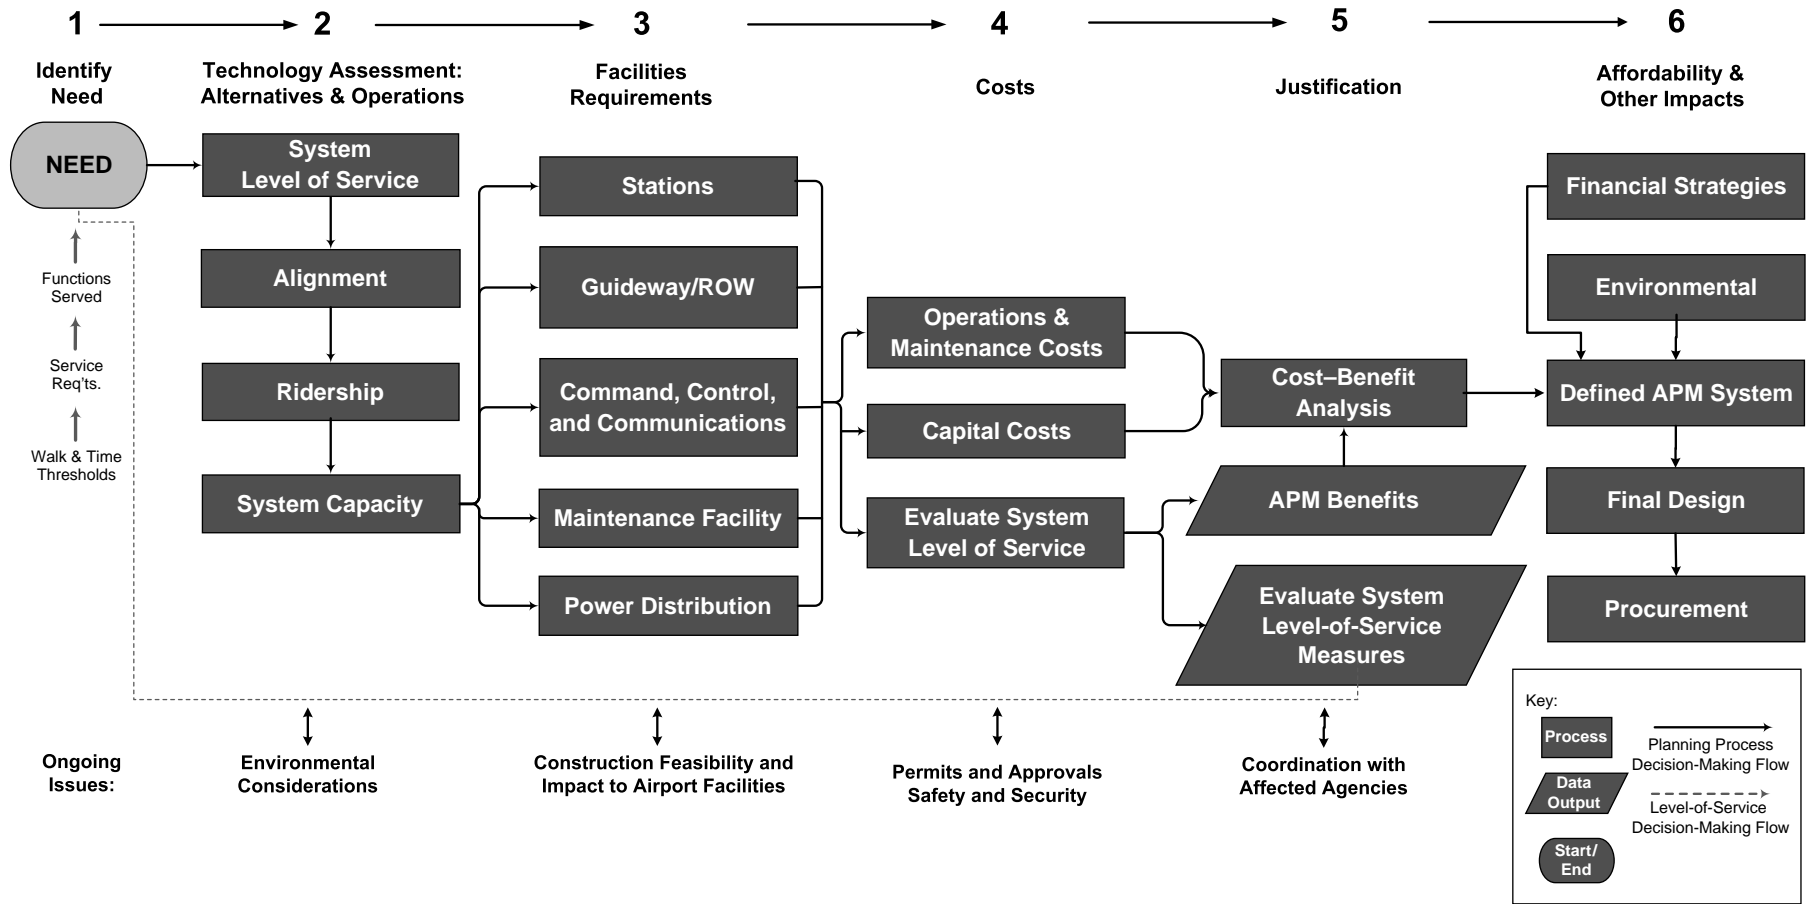 1
2
3
4
5
6
Identify
Need
Technology Assessment:
Alternatives & Operations
Facilities
Requirements
Costs
Justification
Affordability &
Other Impacts
NEED
Functions
Served
Service
Req'ts.
Walk & Time
Thresholds
System
Level of Service
Alignment
Ridership
System Capacity
Stations
Guideway/ROW
Command, Control,
and Communications
Maintenance Facility
Power Distribution
Operations &
Maintenance Costs
Capital Costs
Evaluate System
Level of Service
Cost–Benefit
Analysis
APM Benefits
Evaluate System
Level-of-Service
Measures
Financial Strategies
Environmental
Defined APM System
Final Design
Procurement
Ongoing
Issues:
Environmental
Considerations
Construction Feasibility and
Impact to Airport Facilities
Permits and Approvals
Safety and Security
Coordination with
Affected Agencies
Key:
Process
Planning Process
Decision-Making Flow
Data
Output
Level-of-Service
Decision-Making Flow
Start/
End